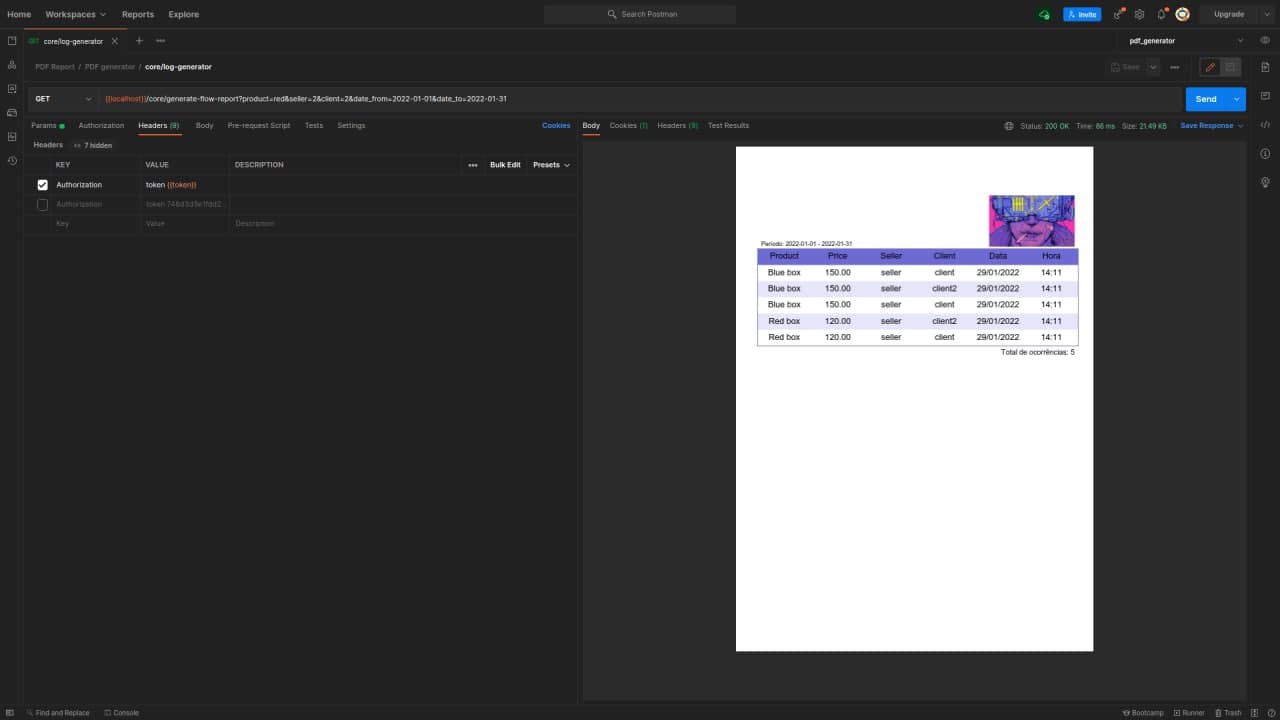 Home Workspaces Reports Explore Search Postman Invite Upgrade
GET core/log-generator pdf_generator
PDF Report / PDF generator / core/log-generator Save
GET {{localhost}}/core/generate-flow-report?product=red&seller=2&client=2&date_from=2022-01-01&date_to=2022-01-31 Send
Params Authorization Headers (9) Body Pre-request Script Tests Settings Cookies
Headers 7 hidden
KEY VALUE DESCRIPTION Bulk Edit Presets
Authorization token {{token}}
Authorization
Key Value Description
Body Cookies (1) Headers (9) Test Results Status: 200 OK Time: 86 ms Size: 21.49 KB Save Response
Período: 2022-01-01 - 2022-01-31
Product Price Seller Client Data Hora
Blue box 150.00 seller client 29/01/2022 14:11
Blue box 150.00 seller client2 29/01/2022 14:11
Blue box 150.00 seller client 29/01/2022 14:11
Red box 120.00 seller client2 29/01/2022 14:11
Red box 120.00 seller client 29/01/2022 14:11
Total de ocorrências: 5
Find and Replace Console Bootcamp Runner Trash